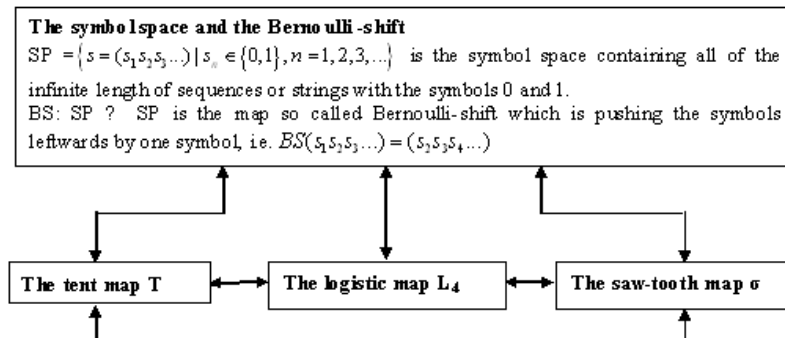 The symbol space and the Bernoulli-shift
SP = {s = (s₁s₂s₃...) | sₙ ∈ {0,1}, n = 1,2,3,...} is the symbol space containing all of the
infinite length of sequences or strings with the symbols 0 and 1.
BS: SP ? SP is the map so called Bernoulli-shift which is pushing the symbols
leftwards by one symbol, i.e. BS(s₁s₂s₃...) = (s₂s₃s₄...)
The tent map T
The logistic map L₄
The saw-tooth map σ